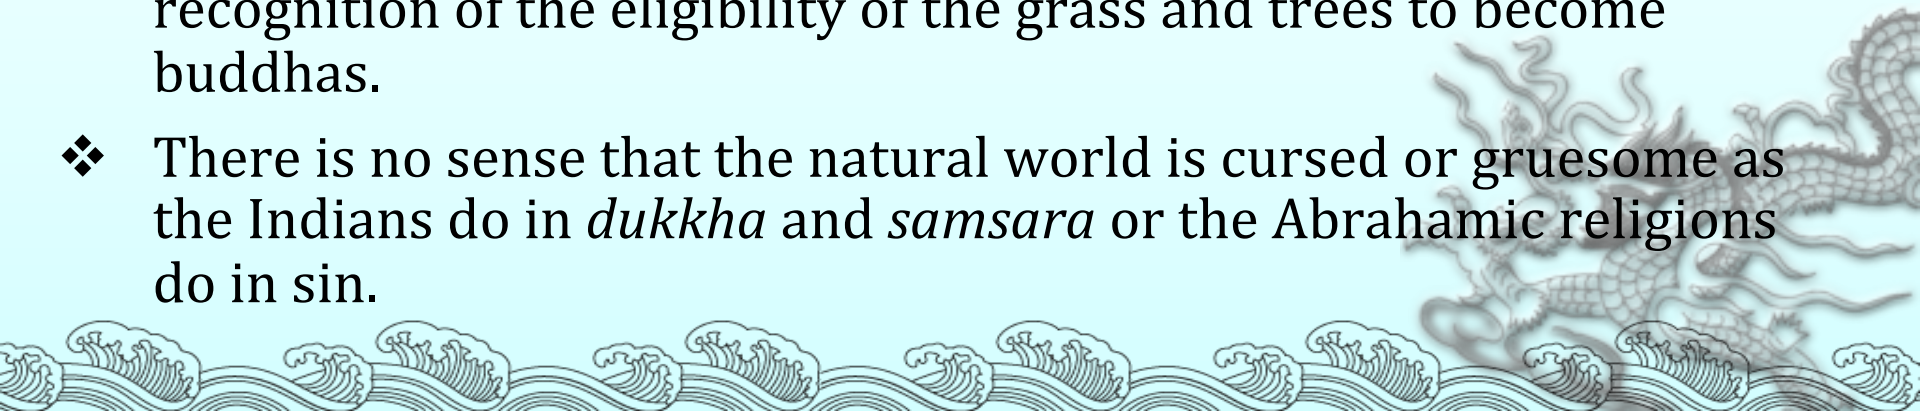 recognition of the eligibility of the grass and trees to become
buddhas.
❖ There is no sense that the natural world is cursed or gruesome as
the Indians do in dukkha and samsara or the Abrahamic religions
do in sin.